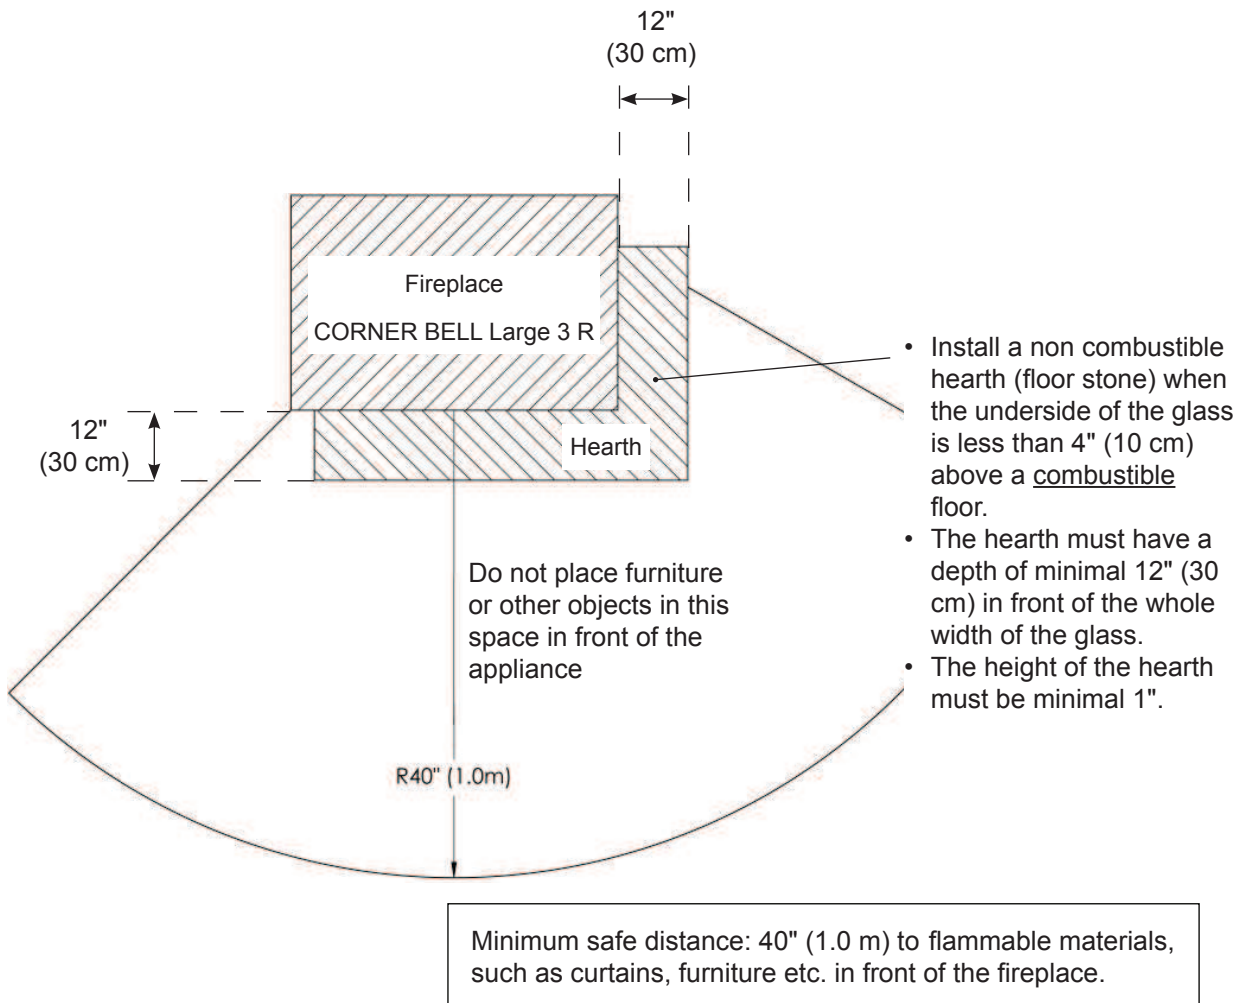 12"
(30 cm)
Fireplace
CORNER BELL Large 3 R
12"
(30 cm)
Hearth
• Install a non combustible
hearth (floor stone) when
the underside of the glass
is less than 4" (10 cm)
above a combustible
floor.
• The hearth must have a
depth of minimal 12" (30
cm) in front of the whole
width of the glass.
• The height of the hearth
must be minimal 1".
Do not place furniture
or other objects in this
space in front of the
appliance
R40" (1.0m)
Minimum safe distance: 40" (1.0 m) to flammable materials,
such as curtains, furniture etc. in front of the fireplace.